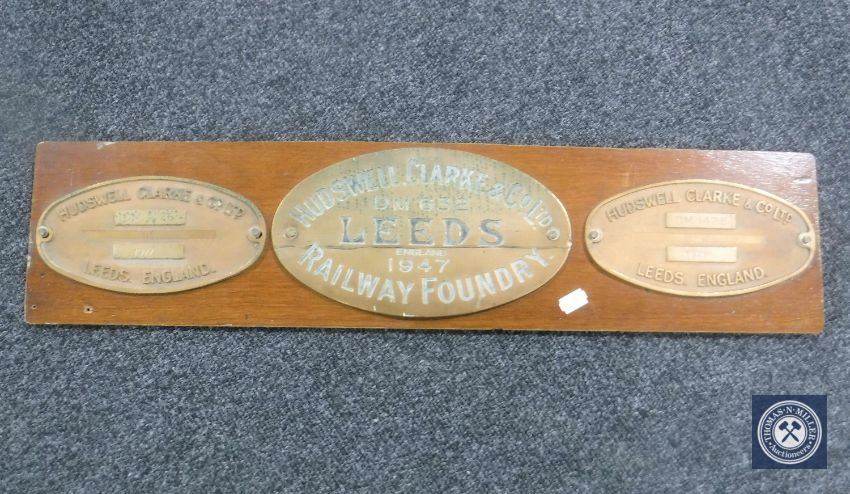 HUDSWELL CLARKE & CO LTD
LEEDS, ENGLAND.
HUDSWELL. CLARKE & CO LTD
DM 632
LEEDS
ENGLAND
1947
RAILWAY FOUNDRY.
HUDSWELL CLARKE & CO LTD.
LEEDS, ENGLAND.
THOMAS·N·MILLER
Auctioneers